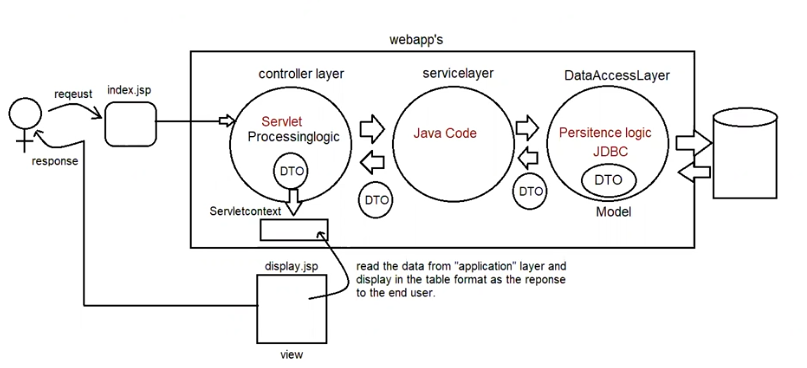 webapp's
controller layer
servicelayer
DataAccessLayer
reqeust
index.jsp
Servlet
Processinglogic
Java Code
Persitence logic
JDBC
response
DTO
DTO
DTO
DTO
Servletcontext
Model
display.jsp
read the data from "application" layer and
display in the table format as the reponse
to the end user.
view